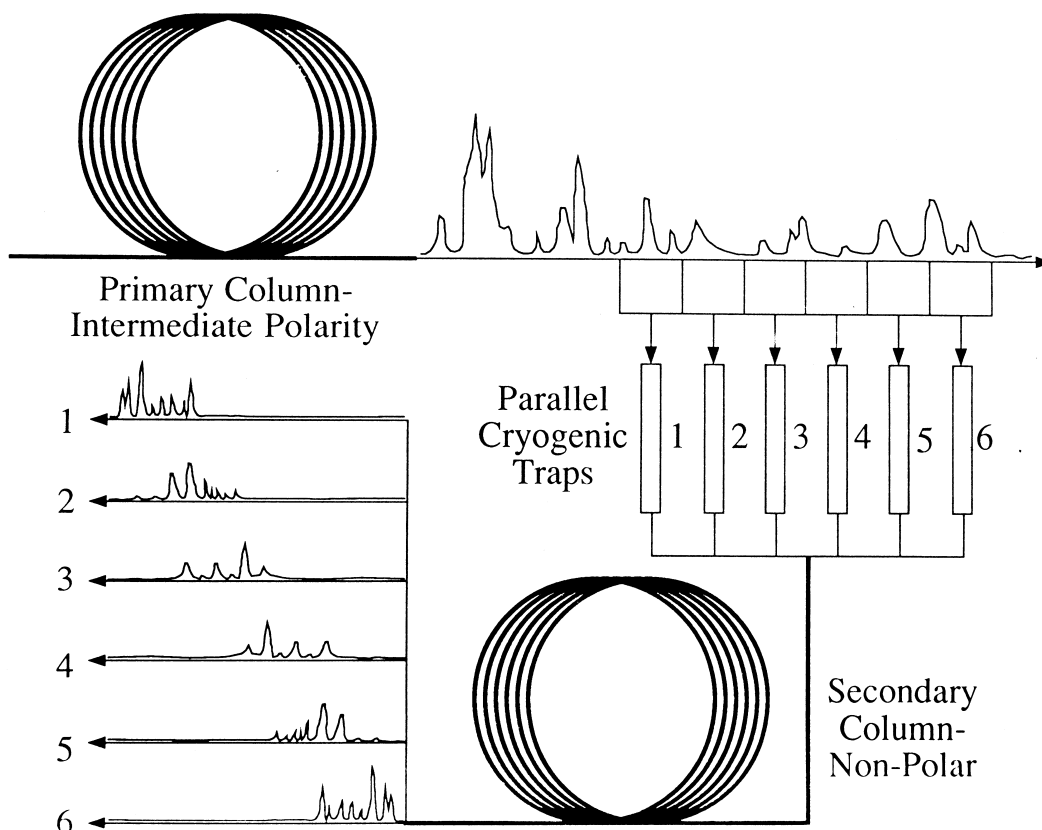 Primary Column-
Intermediate Polarity
Parallel
Cryogenic
Traps
1 2 3 4 5 6
1
2
3
4
5
6
Secondary
Column-
Non-Polar